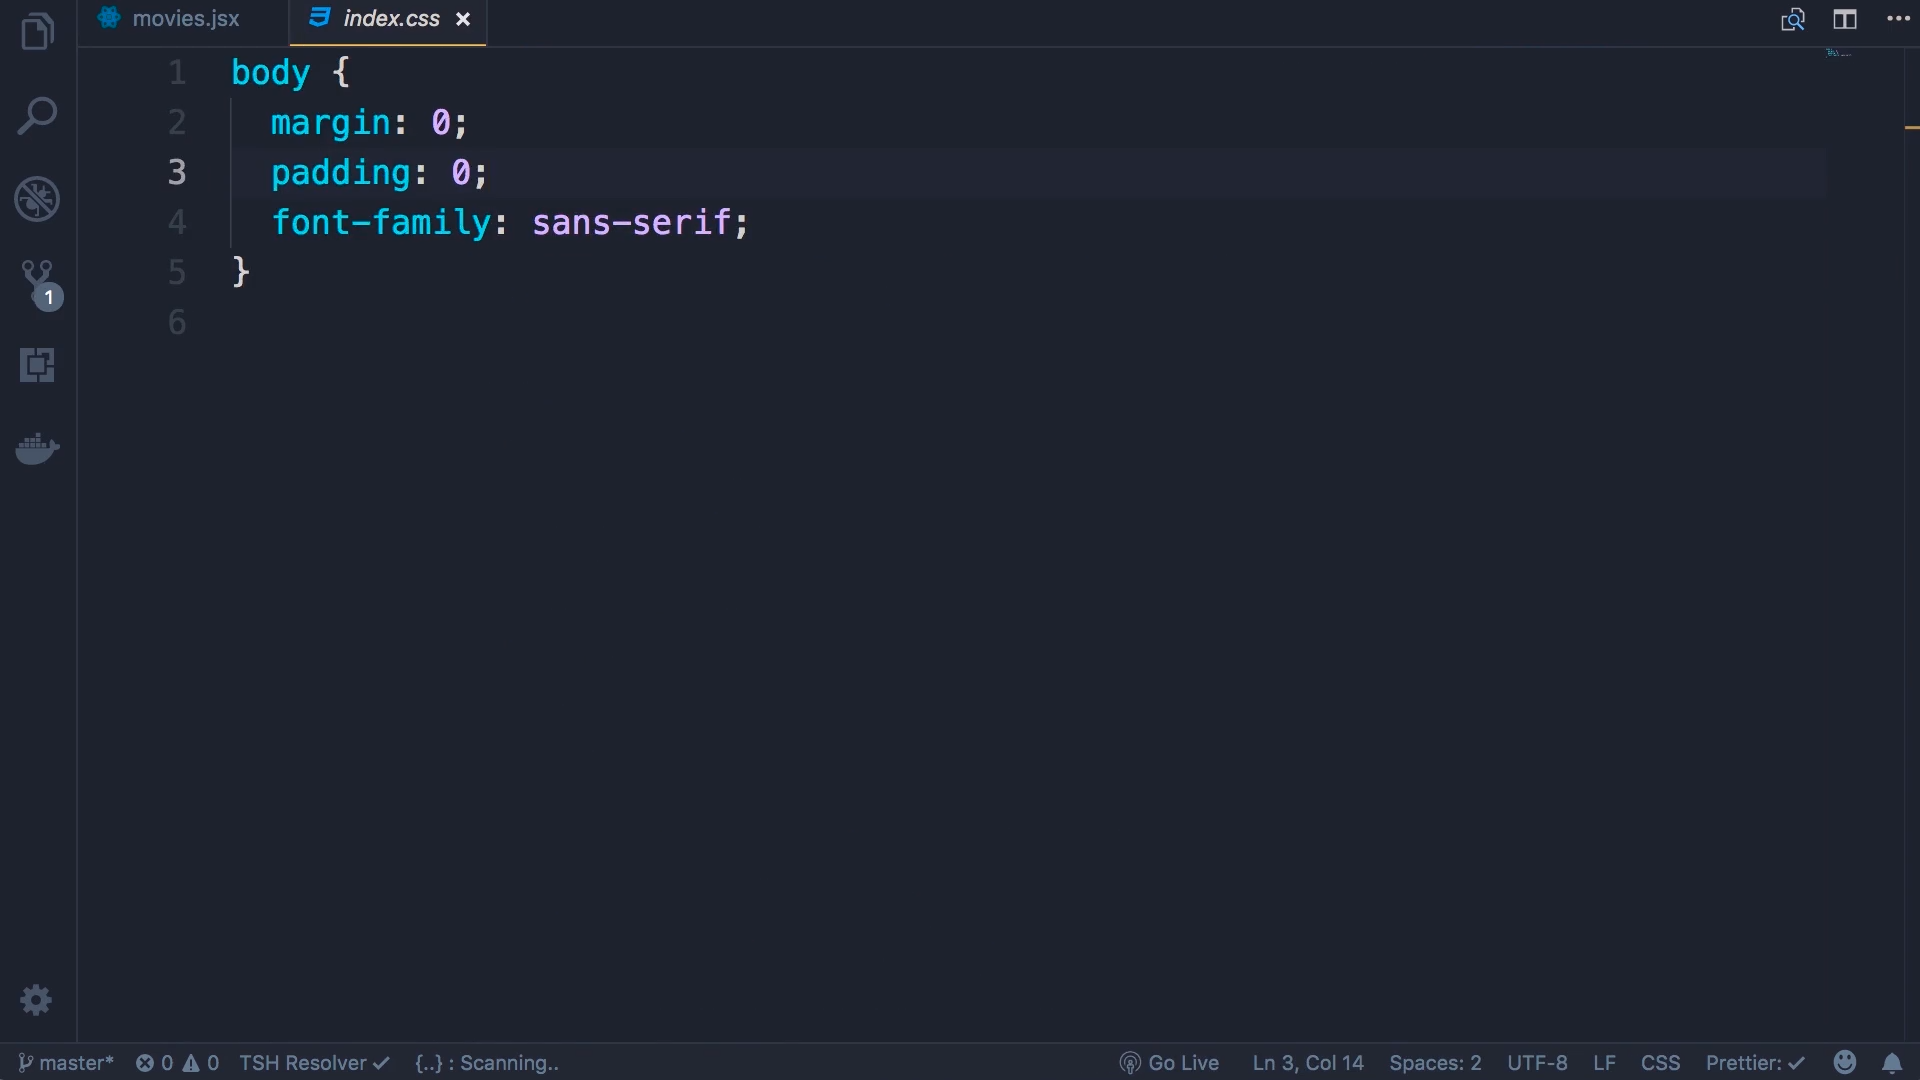 movies.jsx index.css ×
1 body {
2   margin: 0;
3   padding: 0;
4   font-family: sans-serif;
5 }
6
1
master* 0 0 TSH Resolver ✓ {..} : Scanning.. Go Live Ln 3, Col 14 Spaces: 2 UTF-8 LF CSS Prettier: ✓